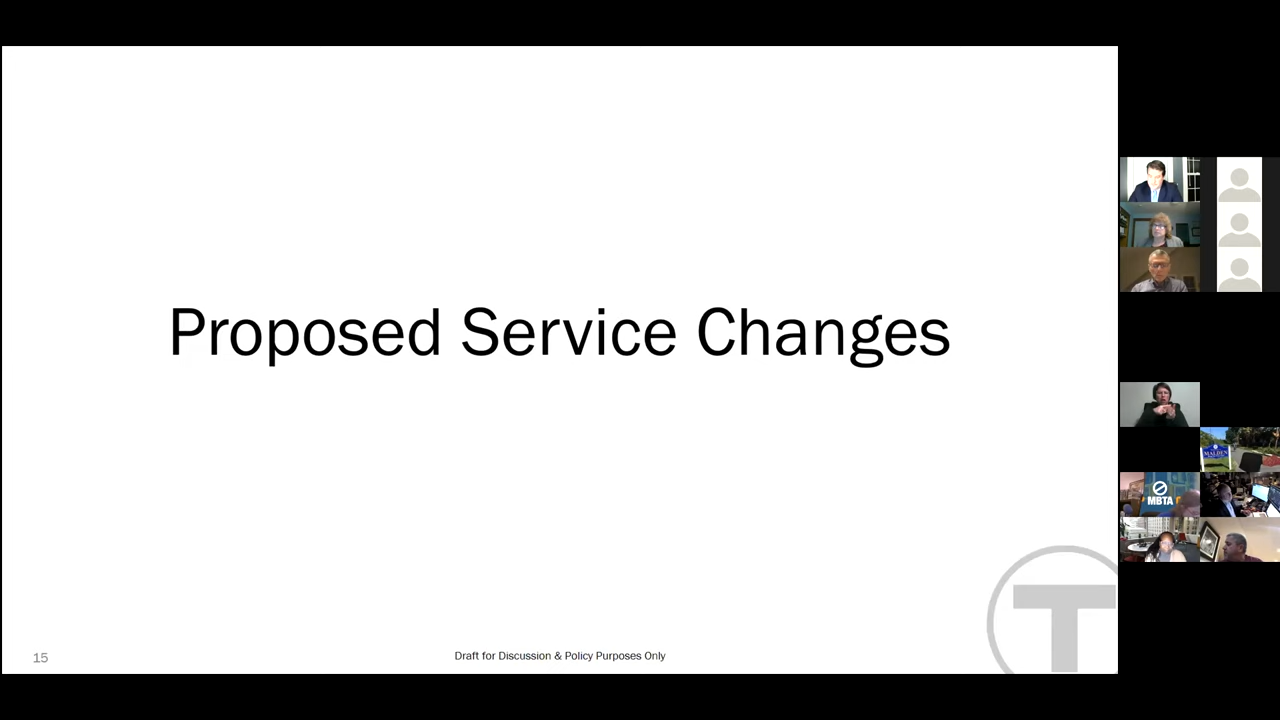 Proposed Service Changes
MALDEN
MBTA
15
Draft for Discussion & Policy Purposes Only
T